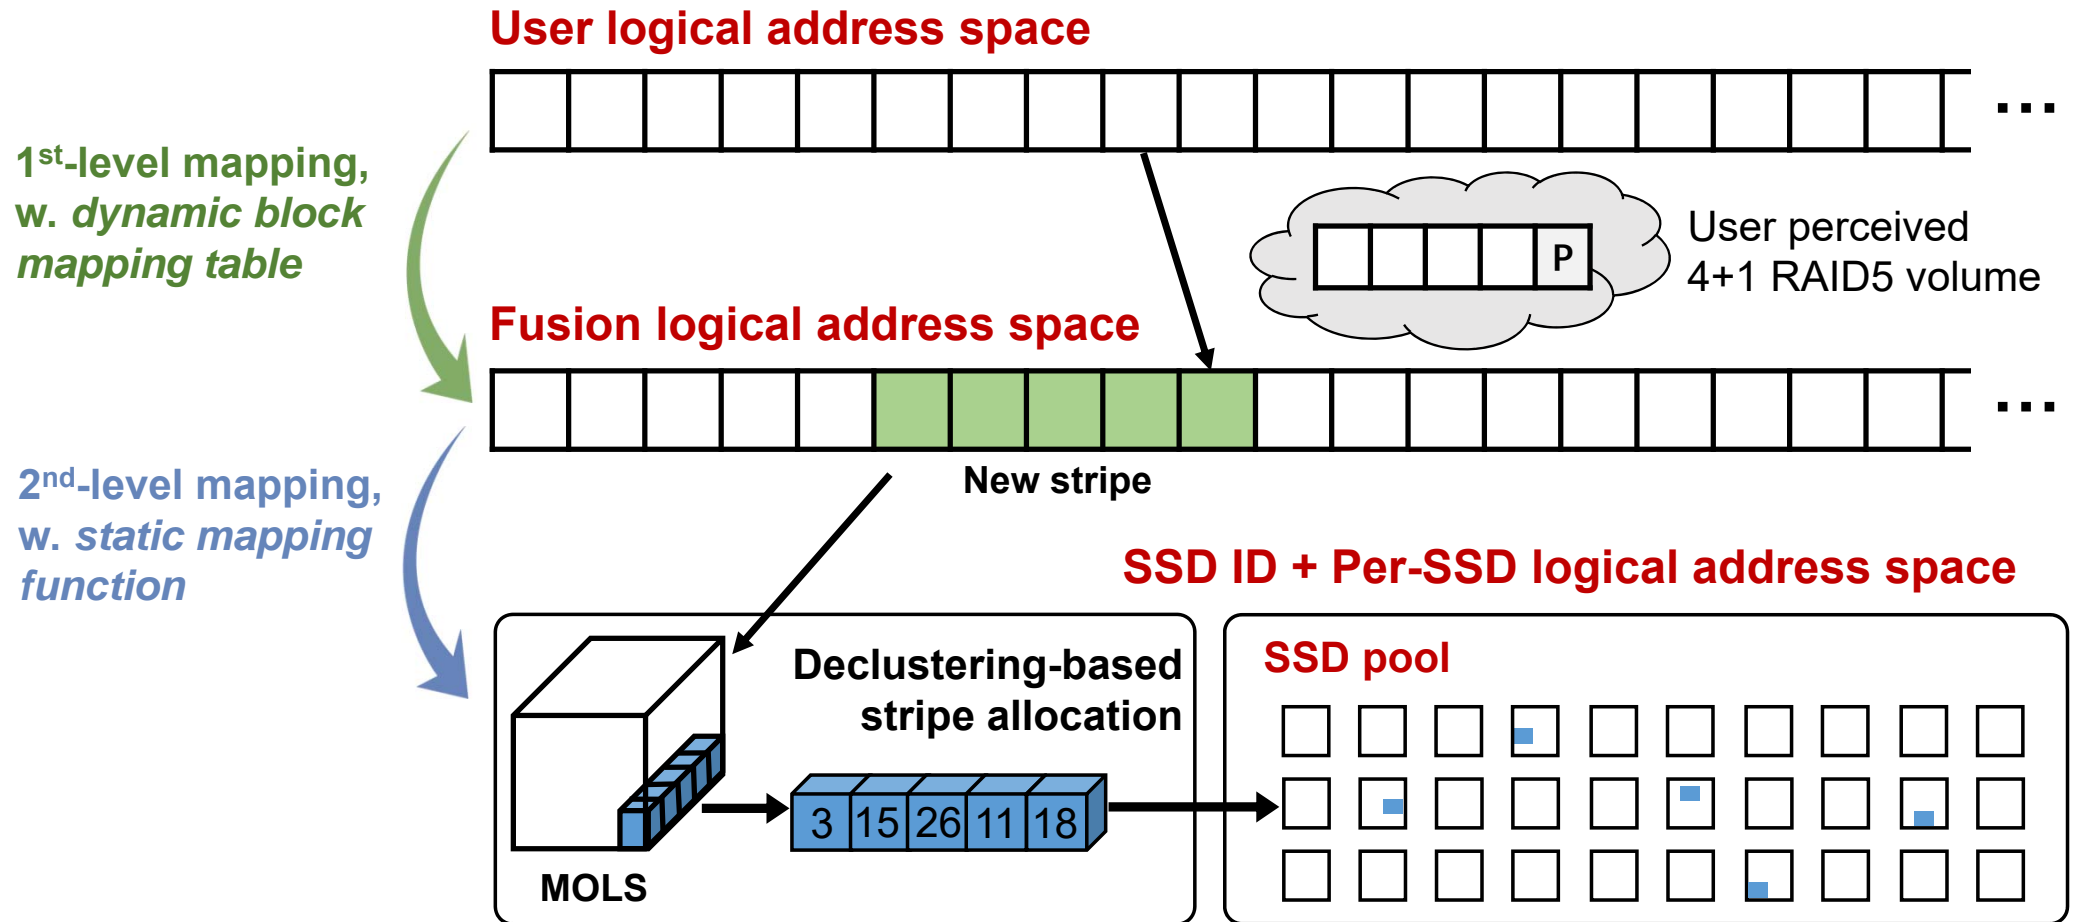 User logical address space
...
1st-level mapping,
w. dynamic block
mapping table
P
User perceived
4+1 RAID5 volume
Fusion logical address space
...
New stripe
2nd-level mapping,
w. static mapping
function
SSD ID + Per-SSD logical address space
Declustering-based
stripe allocation
SSD pool
3 15 26 11 18
MOLS